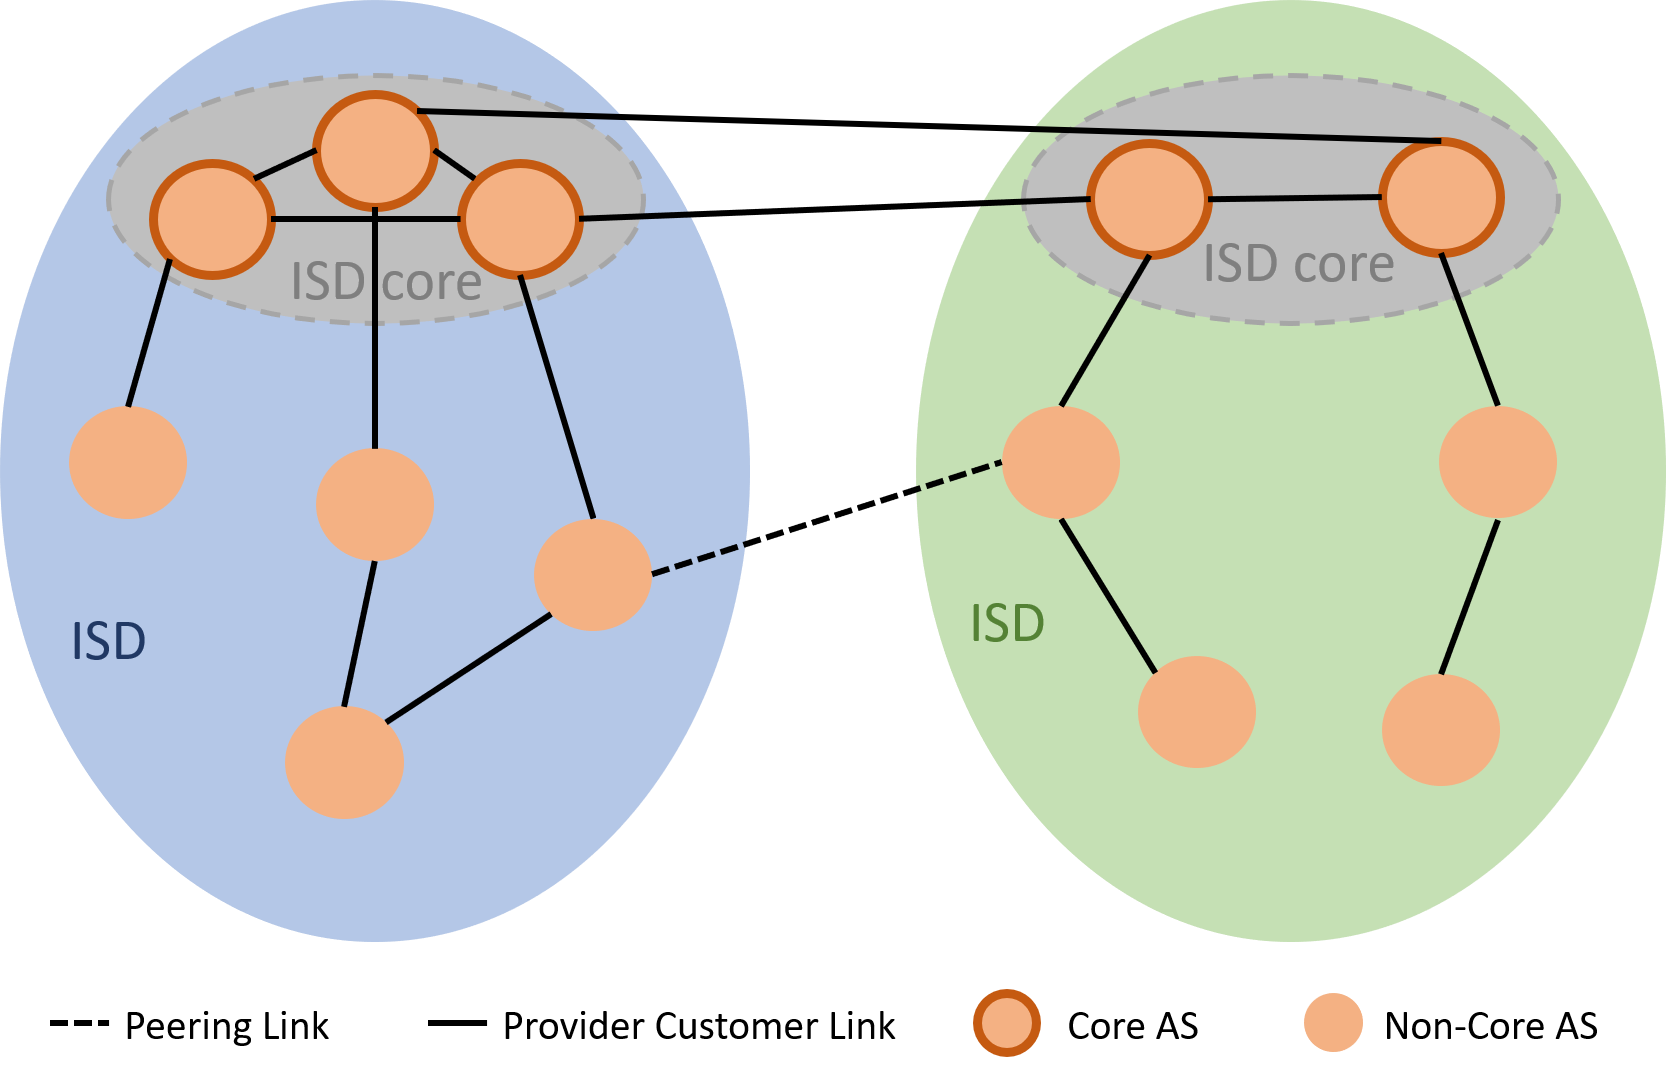 ISD core
ISD core
ISD
ISD
Peering Link
Provider Customer Link
Core AS
Non-Core AS